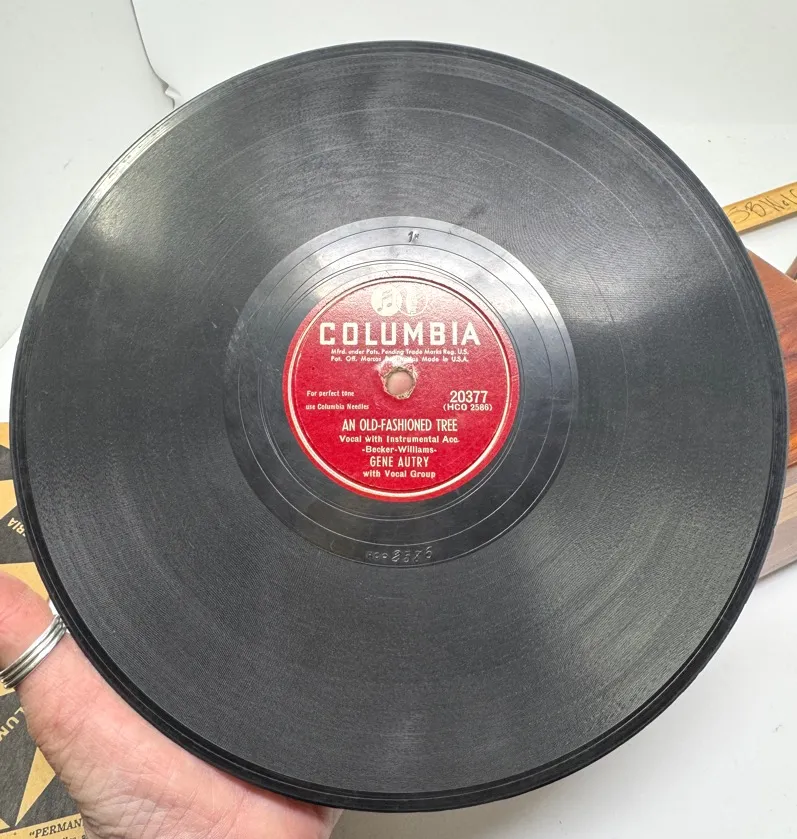 COLUMBIA
Mfrd. under Pats. Pending Trade Marks Reg. U.S.
Pat. Off. Marcas Made in U.S.A.
For perfect tone
use Columbia Needles
20377
(HCO 2586)
AN OLD-FASHIONED TREE
Vocal with Instrumental Acc.
-Becker-Williams-
GENE AUTRY
with Vocal Group
"PERMAN